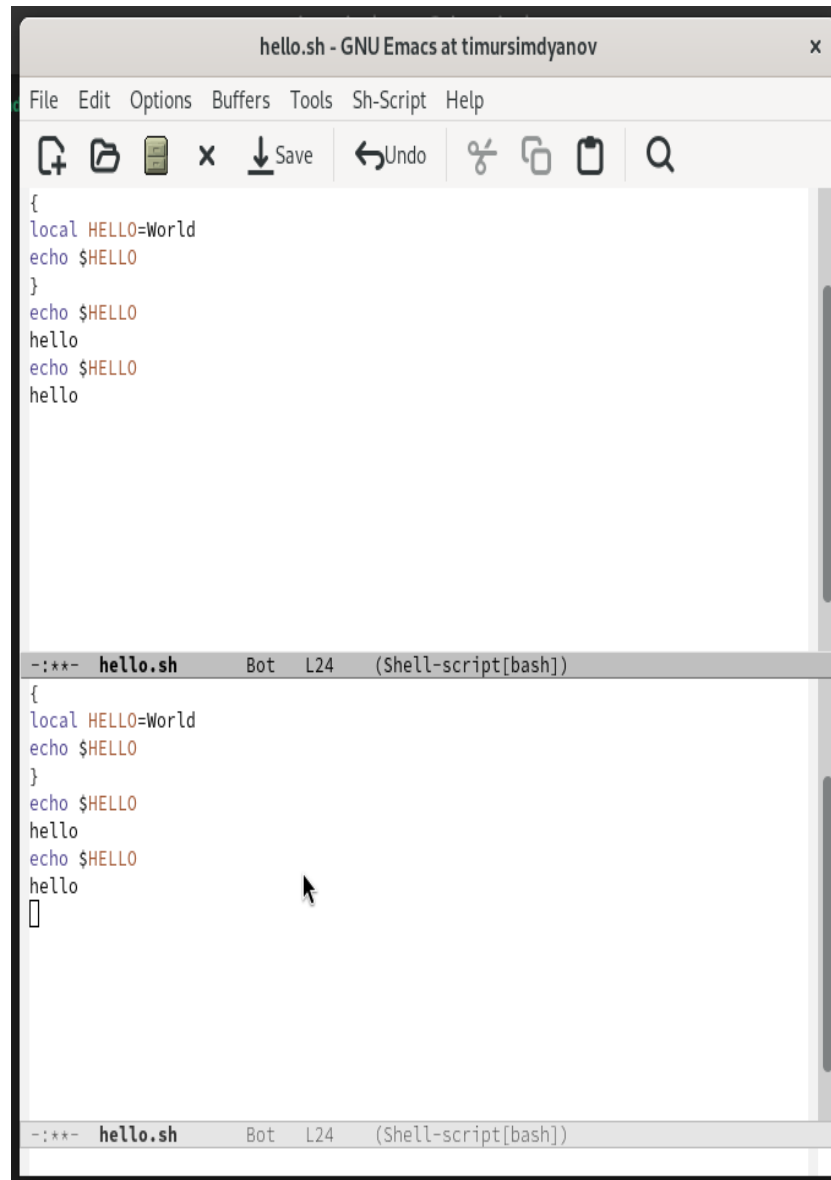 hello.sh - GNU Emacs at timursimdyanov
File Edit Options Buffers Tools Sh-Script Help
Save Undo
{
local HELLO=World
echo $HELLO
}
echo $HELLO
hello
echo $HELLO
hello
-:**- hello.sh Bot L24 (Shell-script[bash])
{
local HELLO=World
echo $HELLO
}
echo $HELLO
hello
echo $HELLO
hello
-:**- hello.sh Bot L24 (Shell-script[bash])